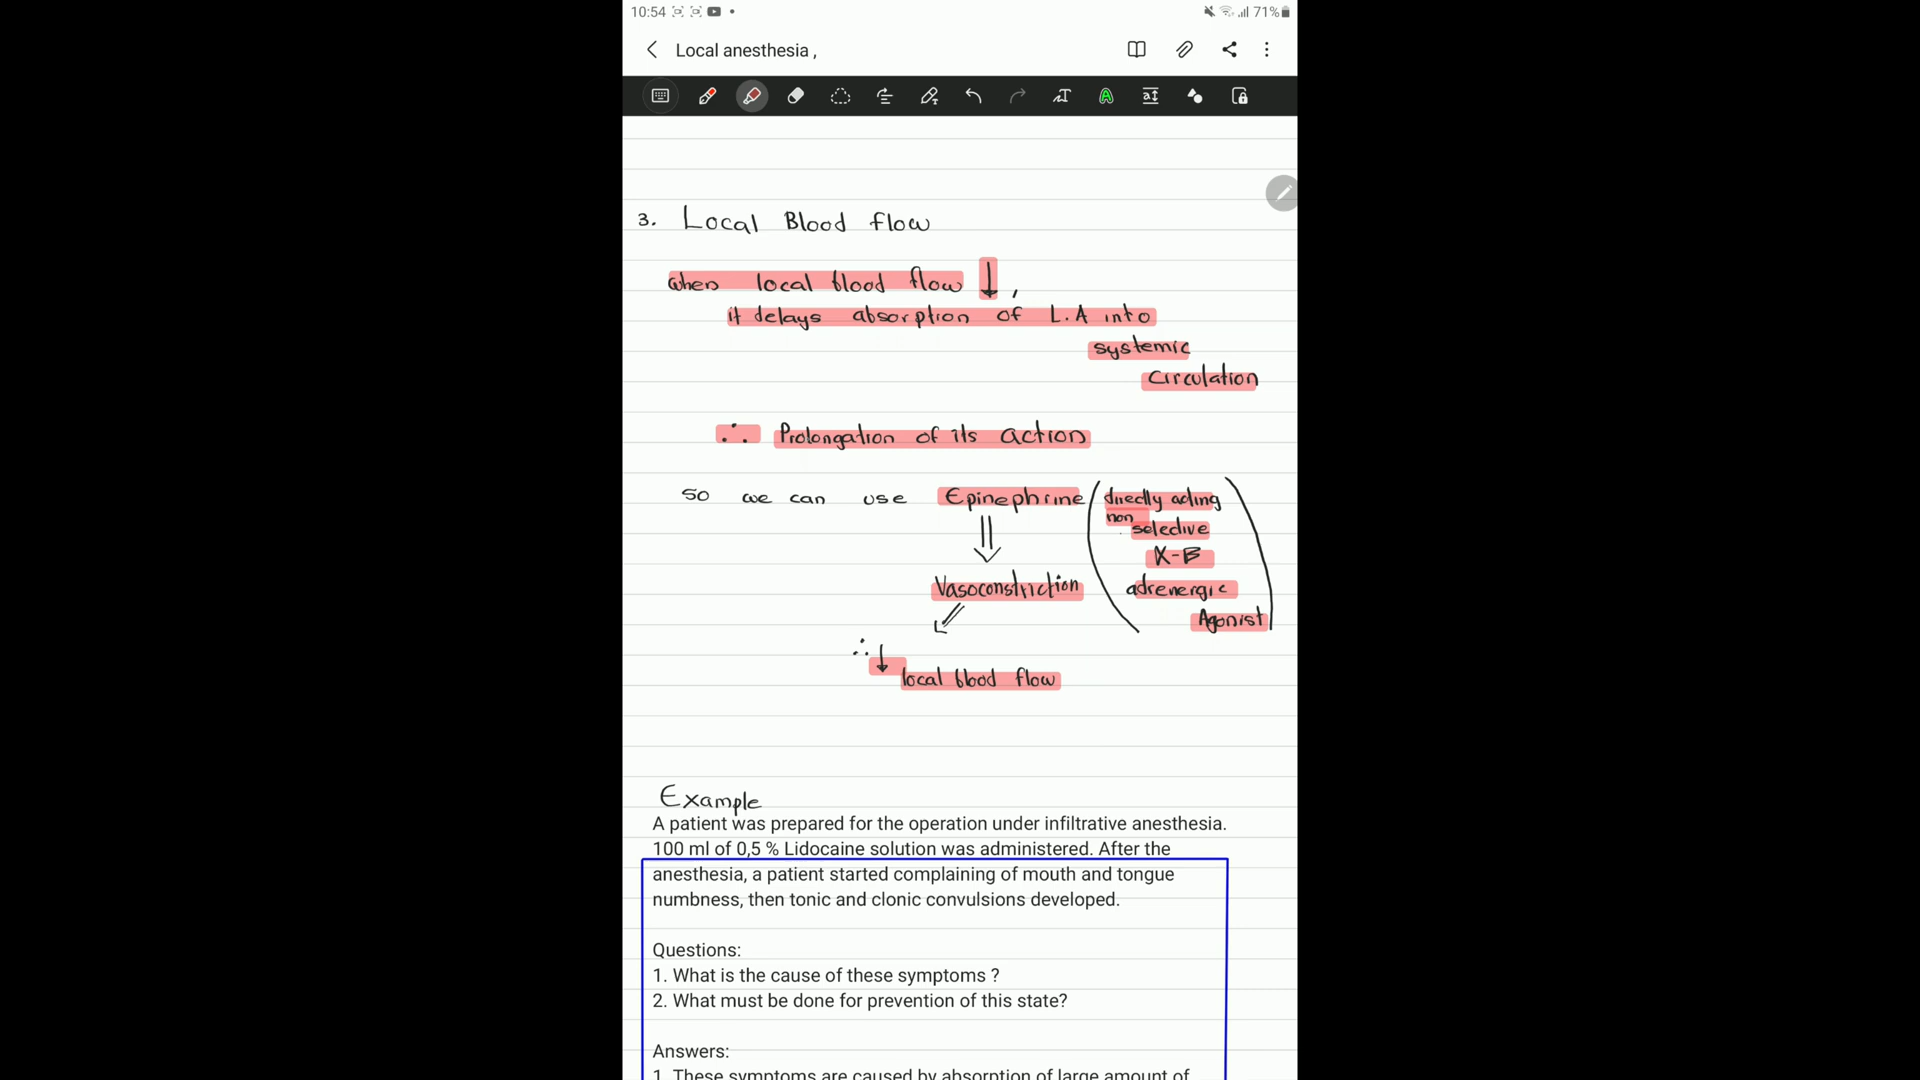 10:54
71%
Local anesthesia ,
3. Local Blood flow
when local blood flow ↓ ,
it delays absorption of L.A into
systemic
Circulation
∴ Prolongation of its action
so we can use Epinephrine (directly acting
non
selective
α-B
adrenergic
Agonist)
⇓
Vasoconstriction
∴ ↓
local blood flow
Example
A patient was prepared for the operation under infiltrative anesthesia.
100 ml of 0,5 % Lidocaine solution was administered. After the
anesthesia, a patient started complaining of mouth and tongue
numbness, then tonic and clonic convulsions developed.
Questions:
1. What is the cause of these symptoms ?
2. What must be done for prevention of this state?
Answers:
1. These symptoms are caused by absorption of large amount of